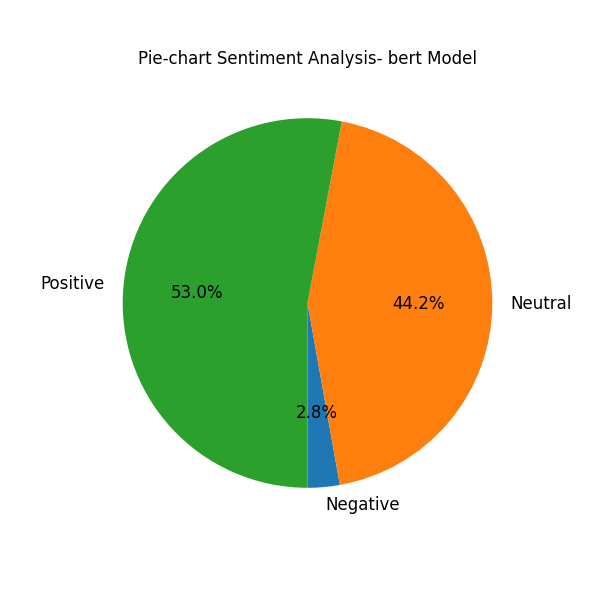 Pie-chart Sentiment Analysis- bert Model
Positive
53.0%
44.2%
Neutral
2.8%
Negative